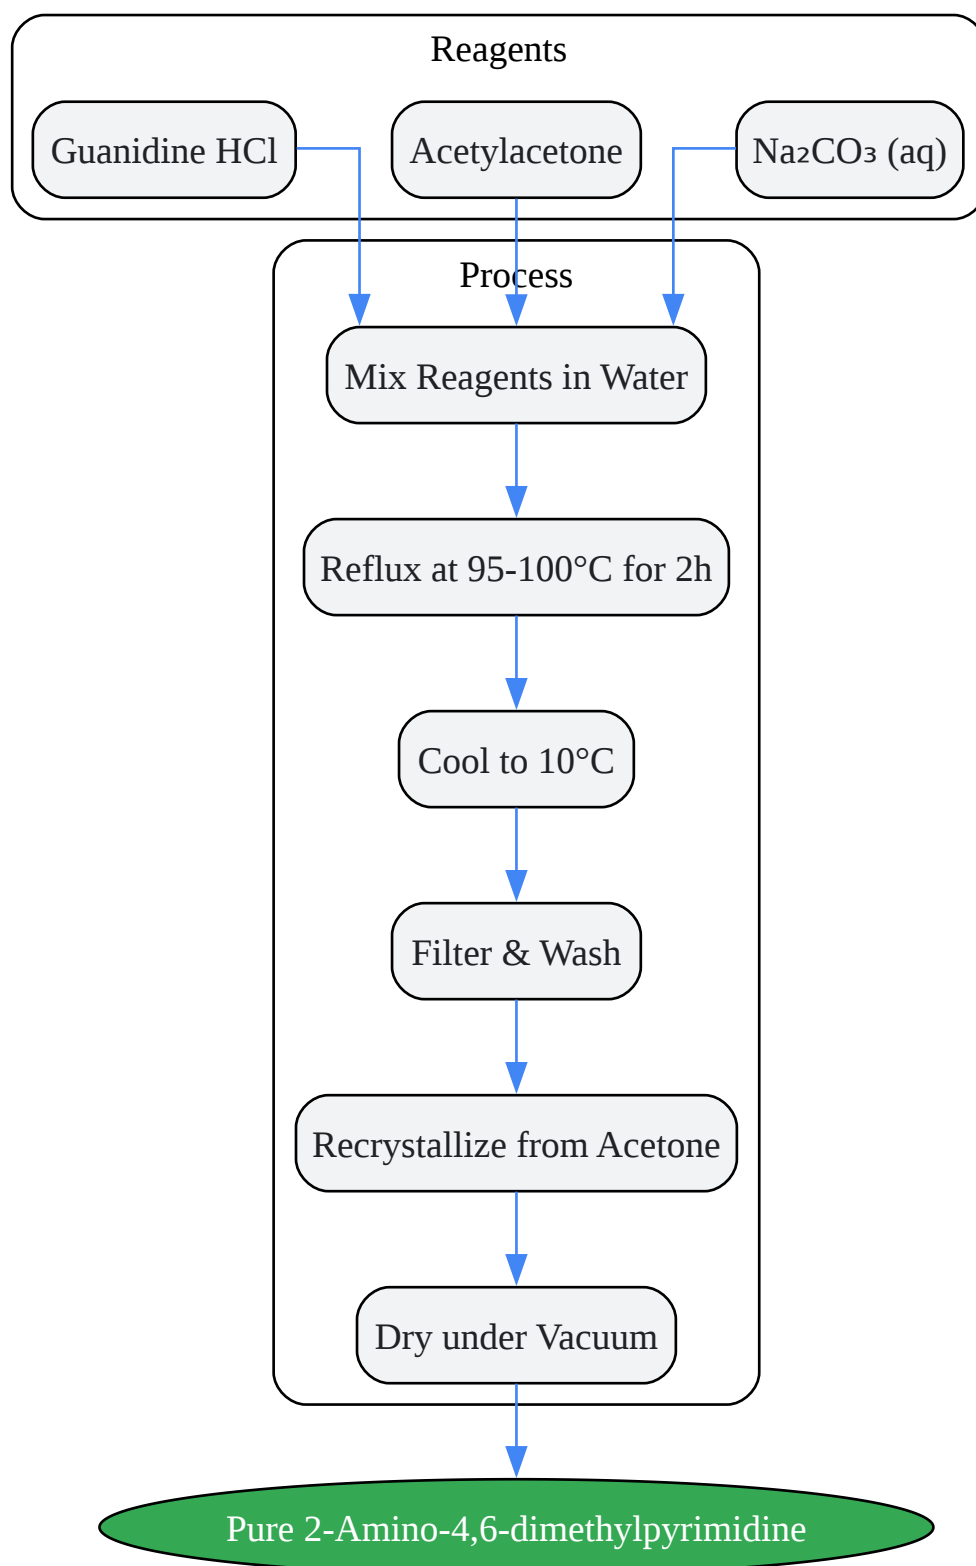 Reagents
Guanidine HCl
Acetylacetone
Na₂CO₃ (aq)
Process
Mix Reagents in Water
Reflux at 95-100°C for 2h
Cool to 10°C
Filter & Wash
Recrystallize from Acetone
Dry under Vacuum
Pure 2-Amino-4,6-dimethylpyrimidine